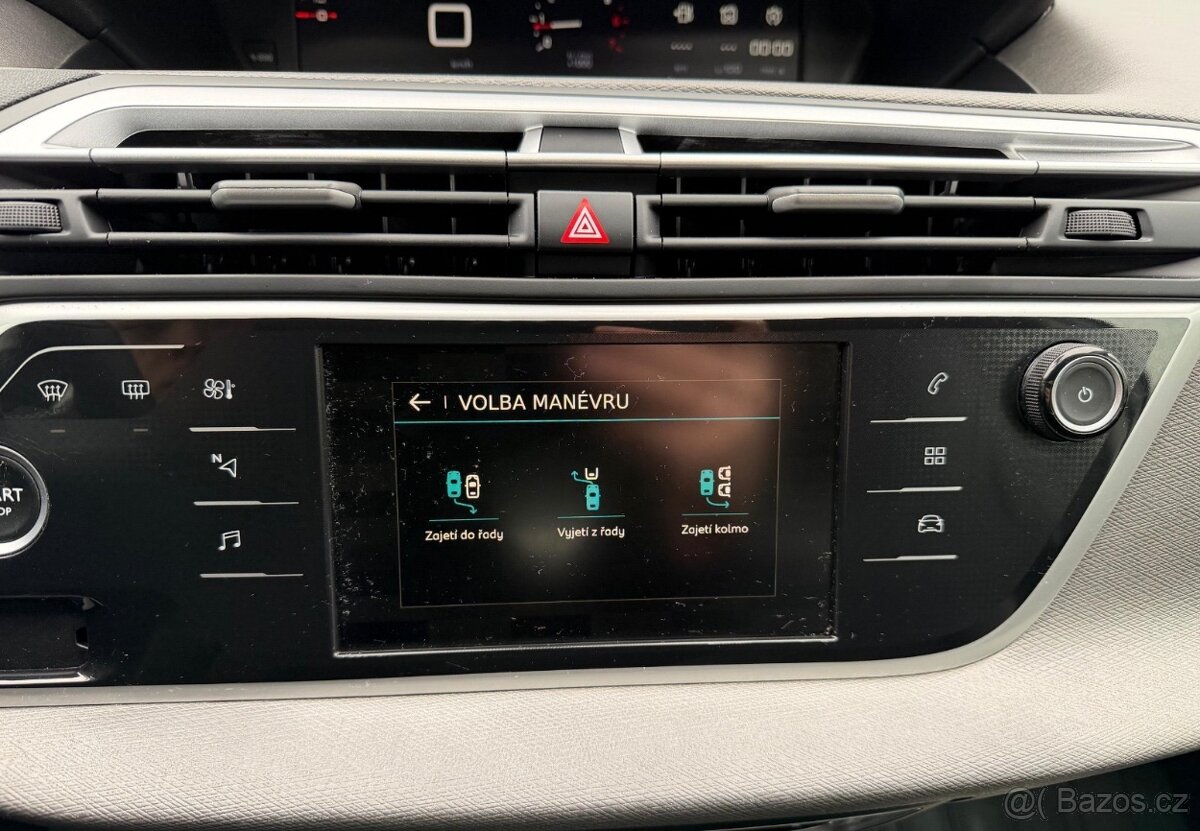 VOLBA MANÉVRU
Zajetí do řady
Vyjetí z řady
Zajetí kolmo
N
ART
OP
@( Bazos.cz